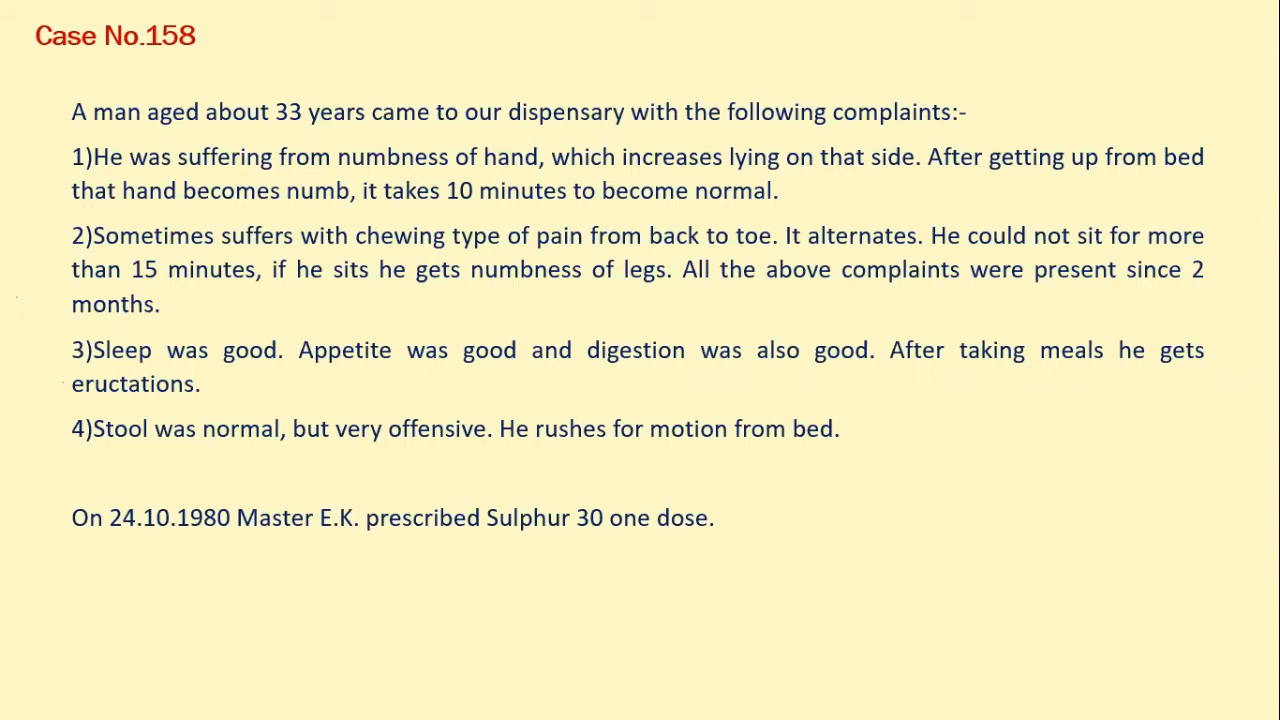 Case No.158
A man aged about 33 years came to our dispensary with the following complaints:-
1)He was suffering from numbness of hand, which increases lying on that side. After getting up from bed
that hand becomes numb, it takes 10 minutes to become normal.
2)Sometimes suffers with chewing type of pain from back to toe. It alternates. He could not sit for more
than 15 minutes, if he sits he gets numbness of legs. All the above complaints were present since 2
months.
3)Sleep was good. Appetite was good and digestion was also good. After taking meals he gets
eructations.
4)Stool was normal, but very offensive. He rushes for motion from bed.
On 24.10.1980 Master E.K. prescribed Sulphur 30 one dose.